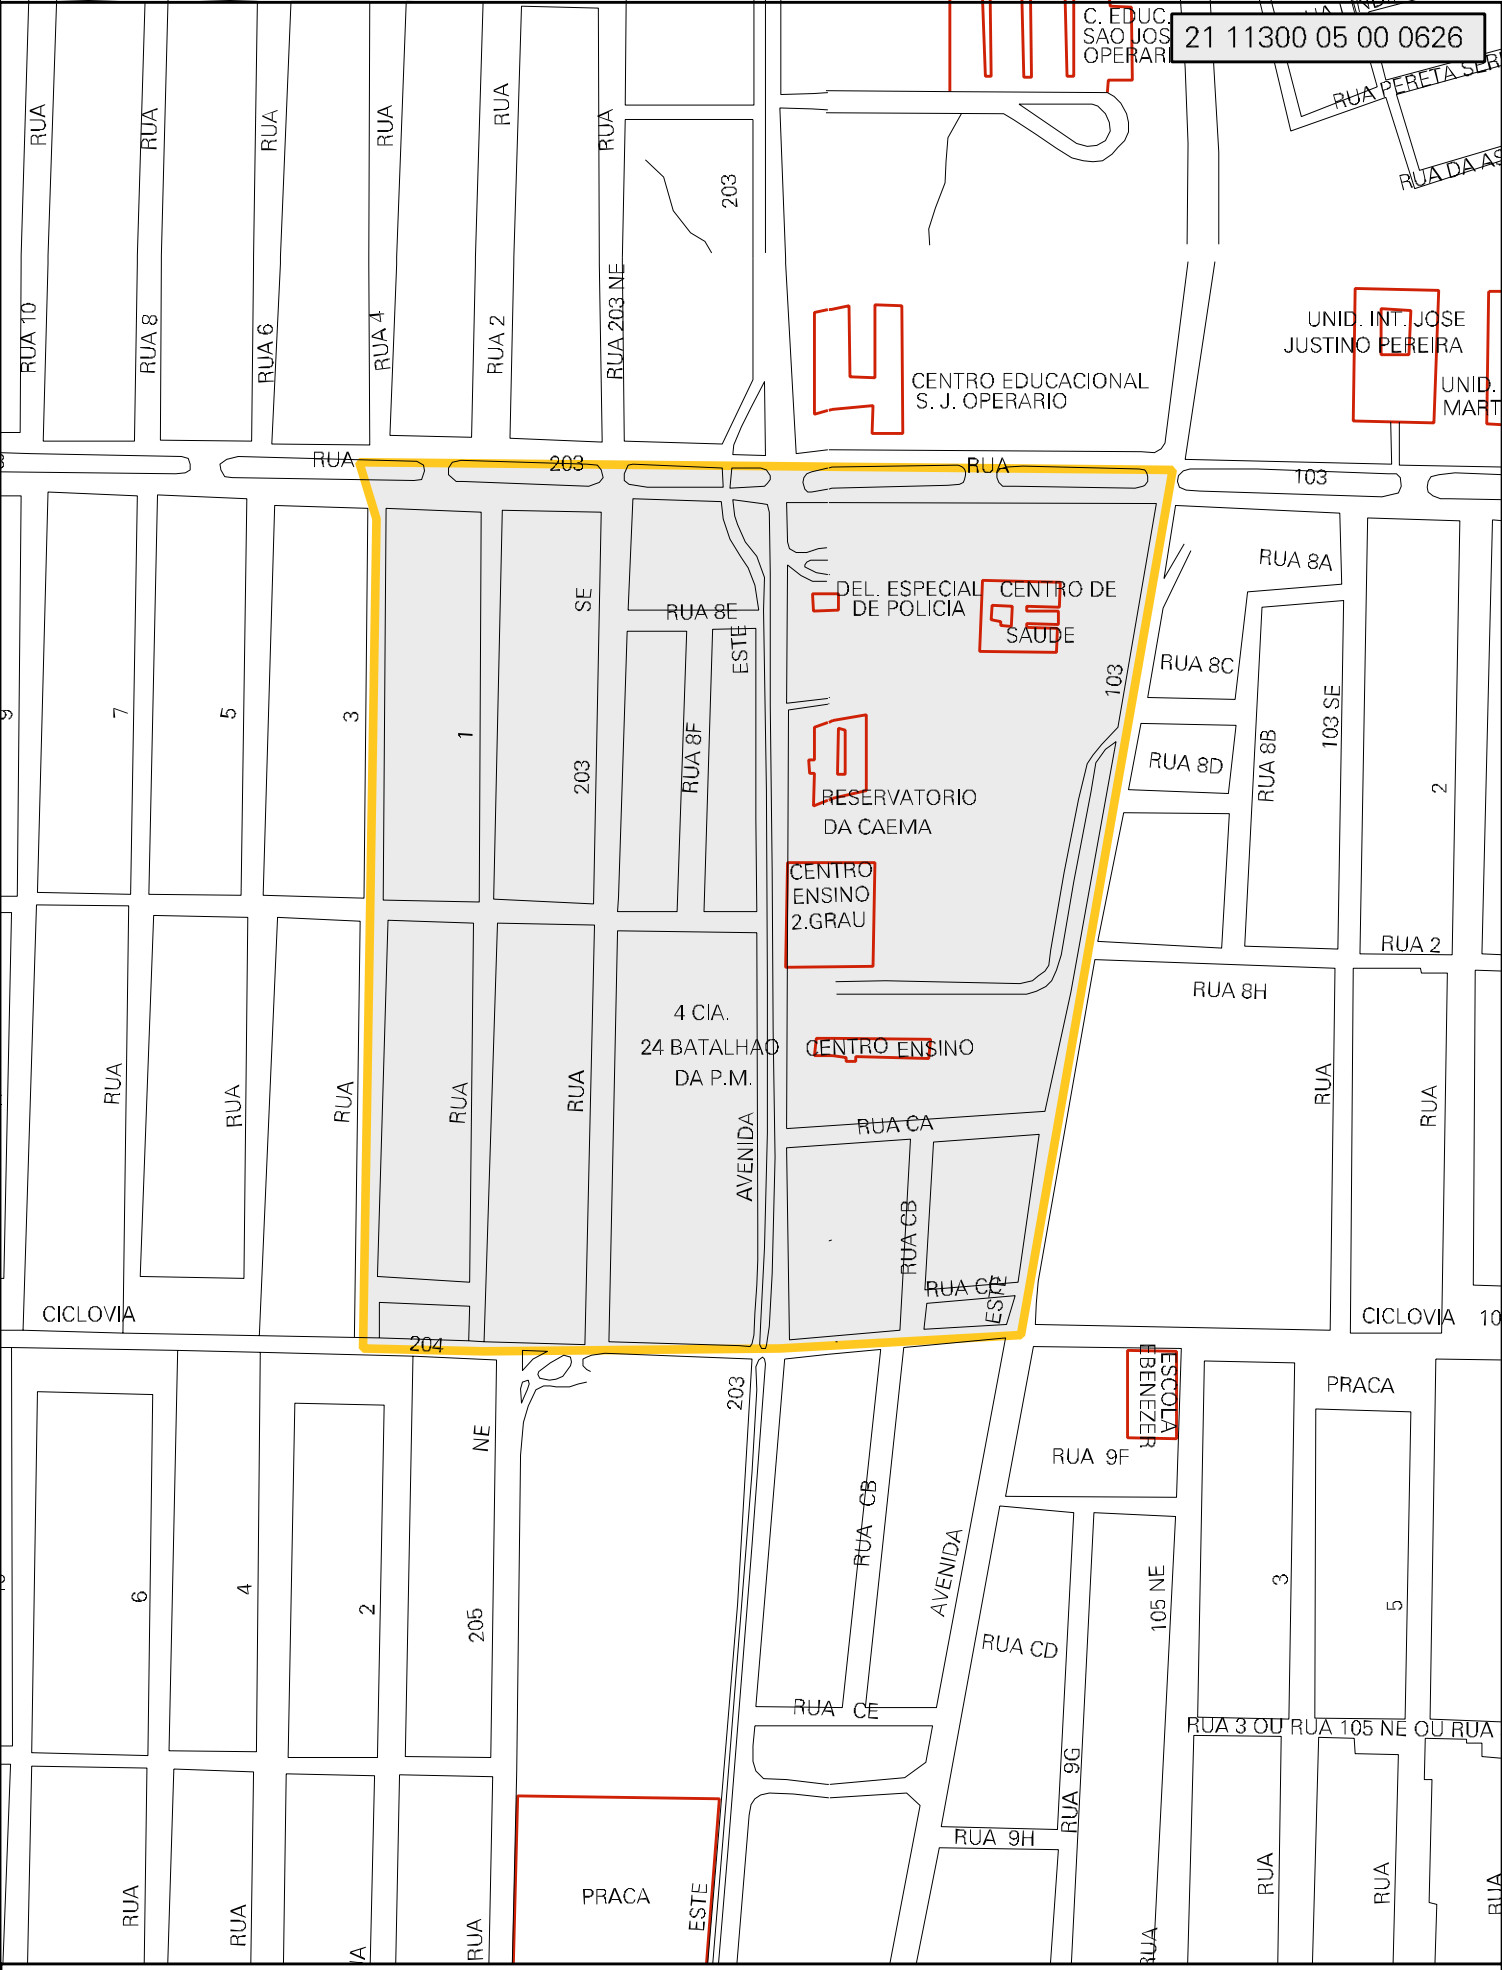 C. EDUC.
SAO JOS
OPERARI
21 11300 05 00 0626
RUA PERETA SER
RUA DA AS
RUA
RUA
RUA
RUA
RUA
RUA
203
RUA 10
RUA 8
RUA 6
RUA 4
RUA 2
RUA 203 NE
UNID. INT. JOSE
JUSTINO PEREIRA
CENTRO EDUCACIONAL
S. J. OPERARIO
UNID.
MART
RUA
203
RUA
103
RUA 8A
DEL. ESPECIAL
DE POLICIA
CENTRO DE
SAUDE
SE
RUA 8E
ESTE
RUA 8C
103
9
7
5
3
1
203
RUA 8F
RUA 8D
RUA 8B
103 SE
2
RESERVATORIO
DA CAEMA
CENTRO
ENSINO
2.GRAU
RUA 2
RUA 8H
4 CIA.
24 BATALHAO
DA P.M.
CENTRO ENSINO
RUA
RUA
RUA
RUA
RUA
RUA
RUA
RUA CA
AVENIDA
RUA CB
RUA CC
ESTE
CICLOVIA
204
CICLOVIA 10
203
ESCOLA
EBENEZER
PRACA
NE
RUA 9F
RUA CB
AVENIDA
6
4
2
205
105 NE
3
5
RUA CD
RUA CE
RUA 3 OU RUA 105 NE OU RUA
RUA 9G
RUA 9H
PRACA
ESTE
RUA
RUA
RUA
RUA
RUA
RUA
RUA